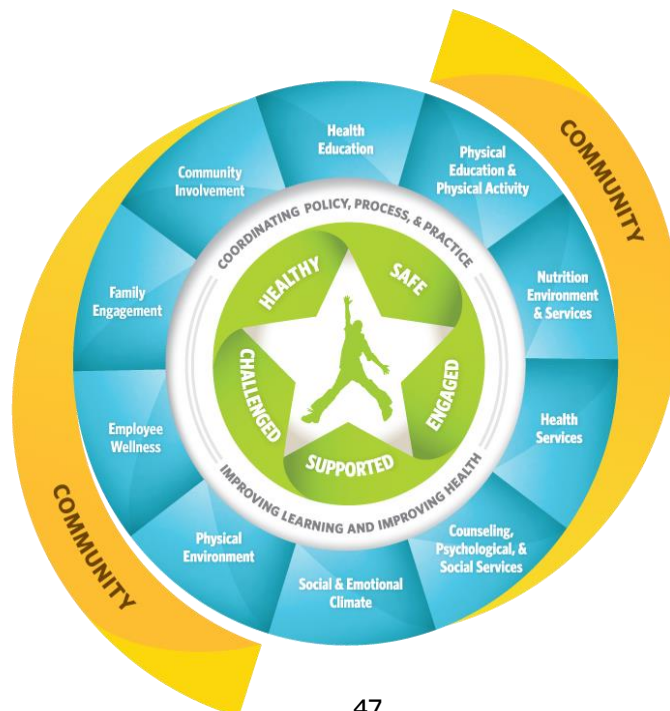 COMMUNITY
Health
Education
Physical
Education &
Physical Activity
Nutrition
Environment
& Services
Health
Services
Counseling,
Psychological, &
Social Services
Social & Emotional
Climate
Physical
Environment
Employee
Wellness
Family
Engagement
Community
Involvement
COORDINATING POLICY, PROCESS, & PRACTICE
IMPROVING LEARNING AND IMPROVING HEALTH
HEALTHY
SAFE
ENGAGED
SUPPORTED
CHALLENGED
COMMUNITY
47